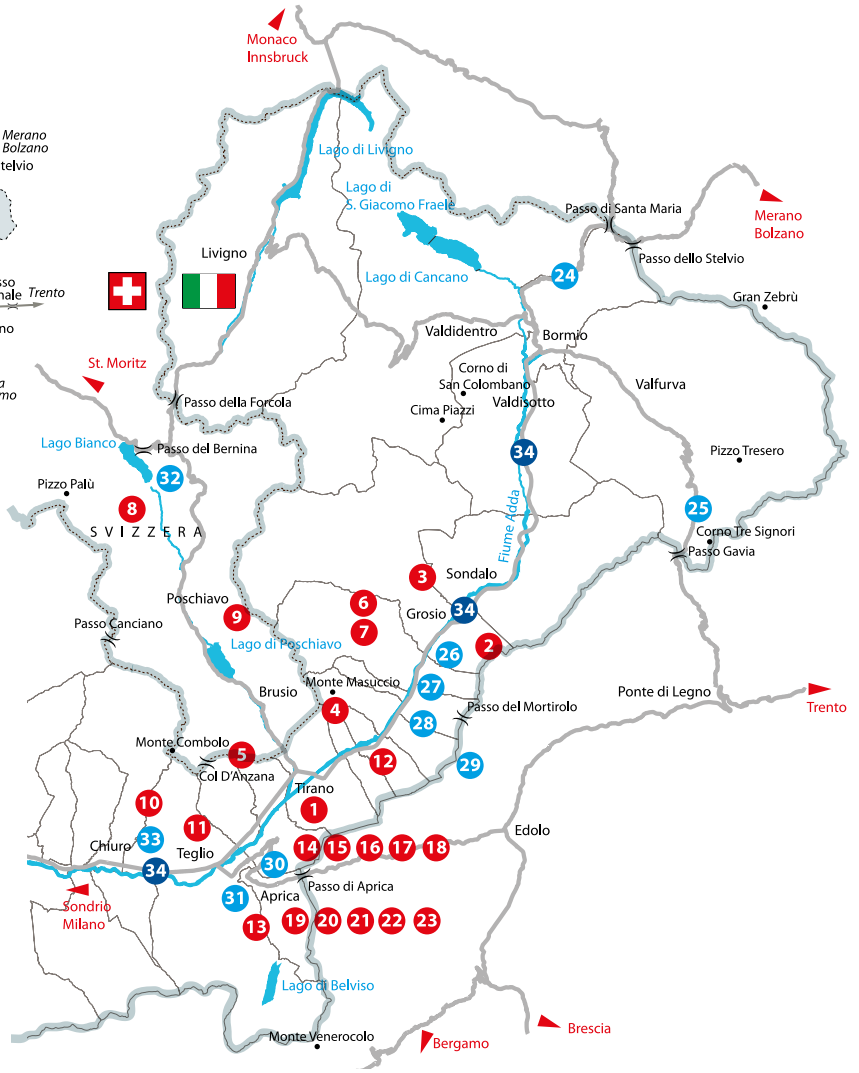 Monaco
Innsbruck
Merano
Bolzano
telvio
Lago di Livigno
Lago di
S. Giacomo Fraele
Passo di Santa Maria
Merano
Bolzano
Livigno
Passo dello Stelvio
Lago di Cancano
24
sso
nale
Trento
Gran Zebrù
no
Valdidentro
Bormio
St. Moritz
Corno di
San Colombano
Valfurva
a
mo
Passo della Forcola
Cima Piazzi
Valdisotto
Lago Bianco
Passo del Bernina
34
Pizzo Tresero
32
Pizzo Palù
8
25
SVIZZERA
Fiume Adda
Corno Tre Signori
Passo Gavia
3
Sondalo
Poschiavo
6
9
Grosio
34
Passo Canciano
7
Lago di Poschiavo
2
26
Brusio
Monte Masuccio
27
Ponte di Legno
4
Passo del Mortirolo
Trento
28
Monte Combolo
5
12
29
Col D'Anzana
10
Tirano
1
11
33
Chiuro
Teglio
Edolo
14
15
16
17
18
30
34
Passo di Aprica
Sondrio
Milano
31
Aprica
13
19
20
21
22
23
Lago di Belviso
Monte Venerocolo
Bergamo
Brescia